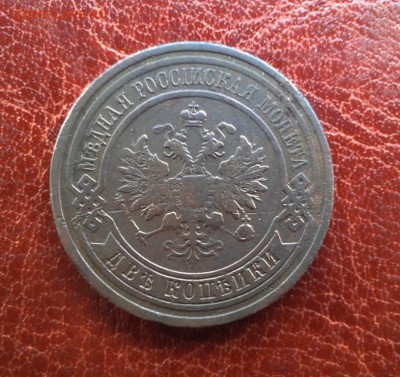 МѢДНАЯ РОССІЙСКАЯ МОНЕТА
ДВѢ КОПѢЙКИ